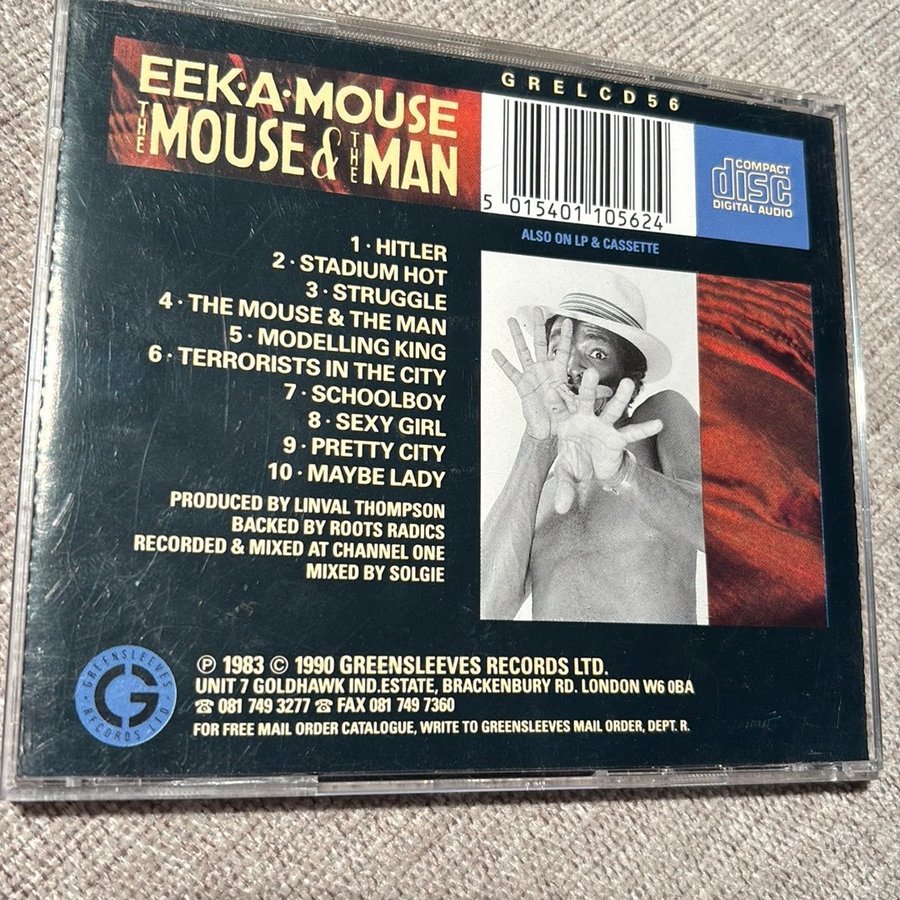 EEK·A·MOUSE
THE MOUSE & THE MAN
GRELCD56
5 015401 105624
COMPACT
disc
DIGITAL AUDIO
ALSO ON LP & CASSETTE
1 · HITLER
2 · STADIUM HOT
3 · STRUGGLE
4 · THE MOUSE & THE MAN
5 · MODELLING KING
6 · TERRORISTS IN THE CITY
7 · SCHOOLBOY
8 · SEXY GIRL
9 · PRETTY CITY
10 · MAYBE LADY
PRODUCED BY LINVAL THOMPSON
BACKED BY ROOTS RADICS
RECORDED & MIXED AT CHANNEL ONE
MIXED BY SOLGIE
GREENSLEEVES
RECORDS LTD
G
℗ 1983 © 1990 GREENSLEEVES RECORDS LTD.
UNIT 7 GOLDHAWK IND.ESTATE, BRACKENBURY RD. LONDON W6 0BA
☎ 081 749 3277 ☎ FAX 081 749 7360
FOR FREE MAIL ORDER CATALOGUE, WRITE TO GREENSLEEVES MAIL ORDER, DEPT. R.